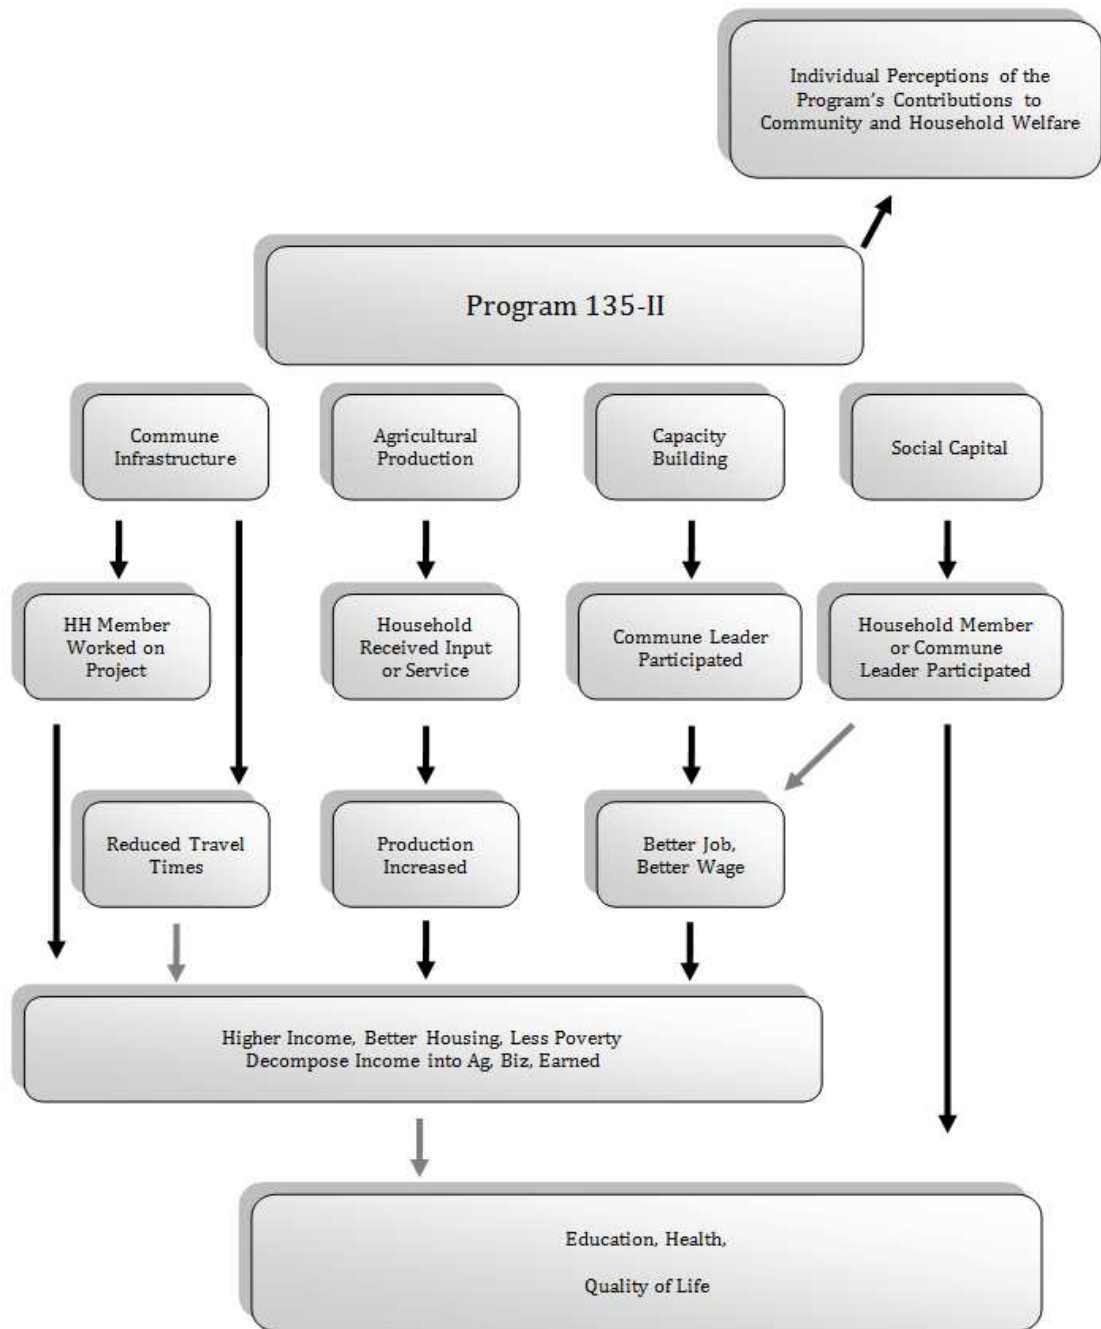 Individual Perceptions of the
Program's Contributions to
Community and Household Welfare
Program 135-II
Commune
Infrastructure
Agricultural
Production
Capacity
Building
Social Capital
HH Member
Worked on
Project
Household
Received Input
or Service
Commune Leader
Participated
Household Member
or Commune
Leader Participated
Reduced Travel
Times
Production
Increased
Better Job,
Better Wage
Higher Income, Better Housing, Less Poverty
Decompose Income into Ag, Biz, Earned
Education, Health,
Quality of Life